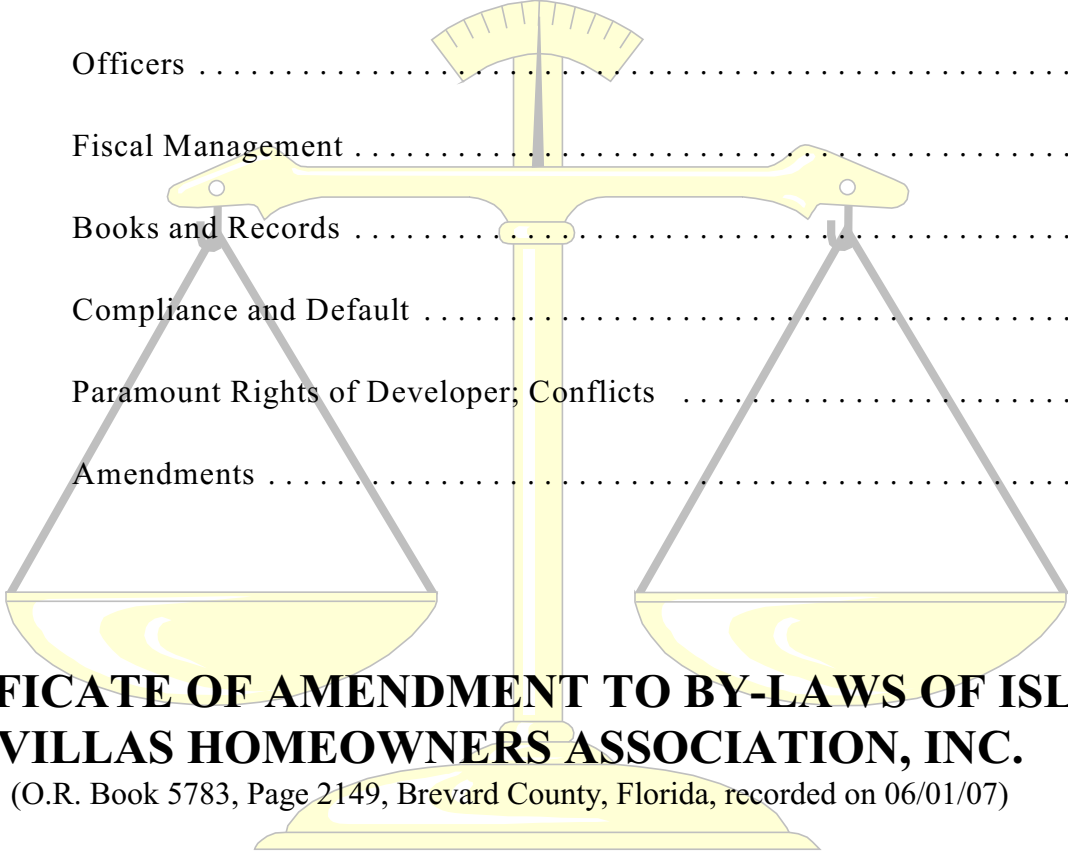 Officers . . . . . . . . . . . . . . . . . . . . . . . . . . . . . . . . . . . . . . . . . . . . . . . . . . .
Fiscal Management . . . . . . . . . . . . . . . . . . . . . . . . . . . . . . . . . . . . . . . . . .
Books and Records . . . . . . . . . . . . . . . . . . . . . . . . . . . . . . . . . . . . . . . . . .
Compliance and Default . . . . . . . . . . . . . . . . . . . . . . . . . . . . . . . . . . . . . .
Paramount Rights of Developer; Conflicts . . . . . . . . . . . . . . . . . . . . . . .
Amendments . . . . . . . . . . . . . . . . . . . . . . . . . . . . . . . . . . . . . . . . . . . . . . .
FICATE OF AMENDMENT TO BY-LAWS OF ISL
VILLAS HOMEOWNERS ASSOCIATION, INC.
(O.R. Book 5783, Page 2149, Brevard County, Florida, recorded on 06/01/07)